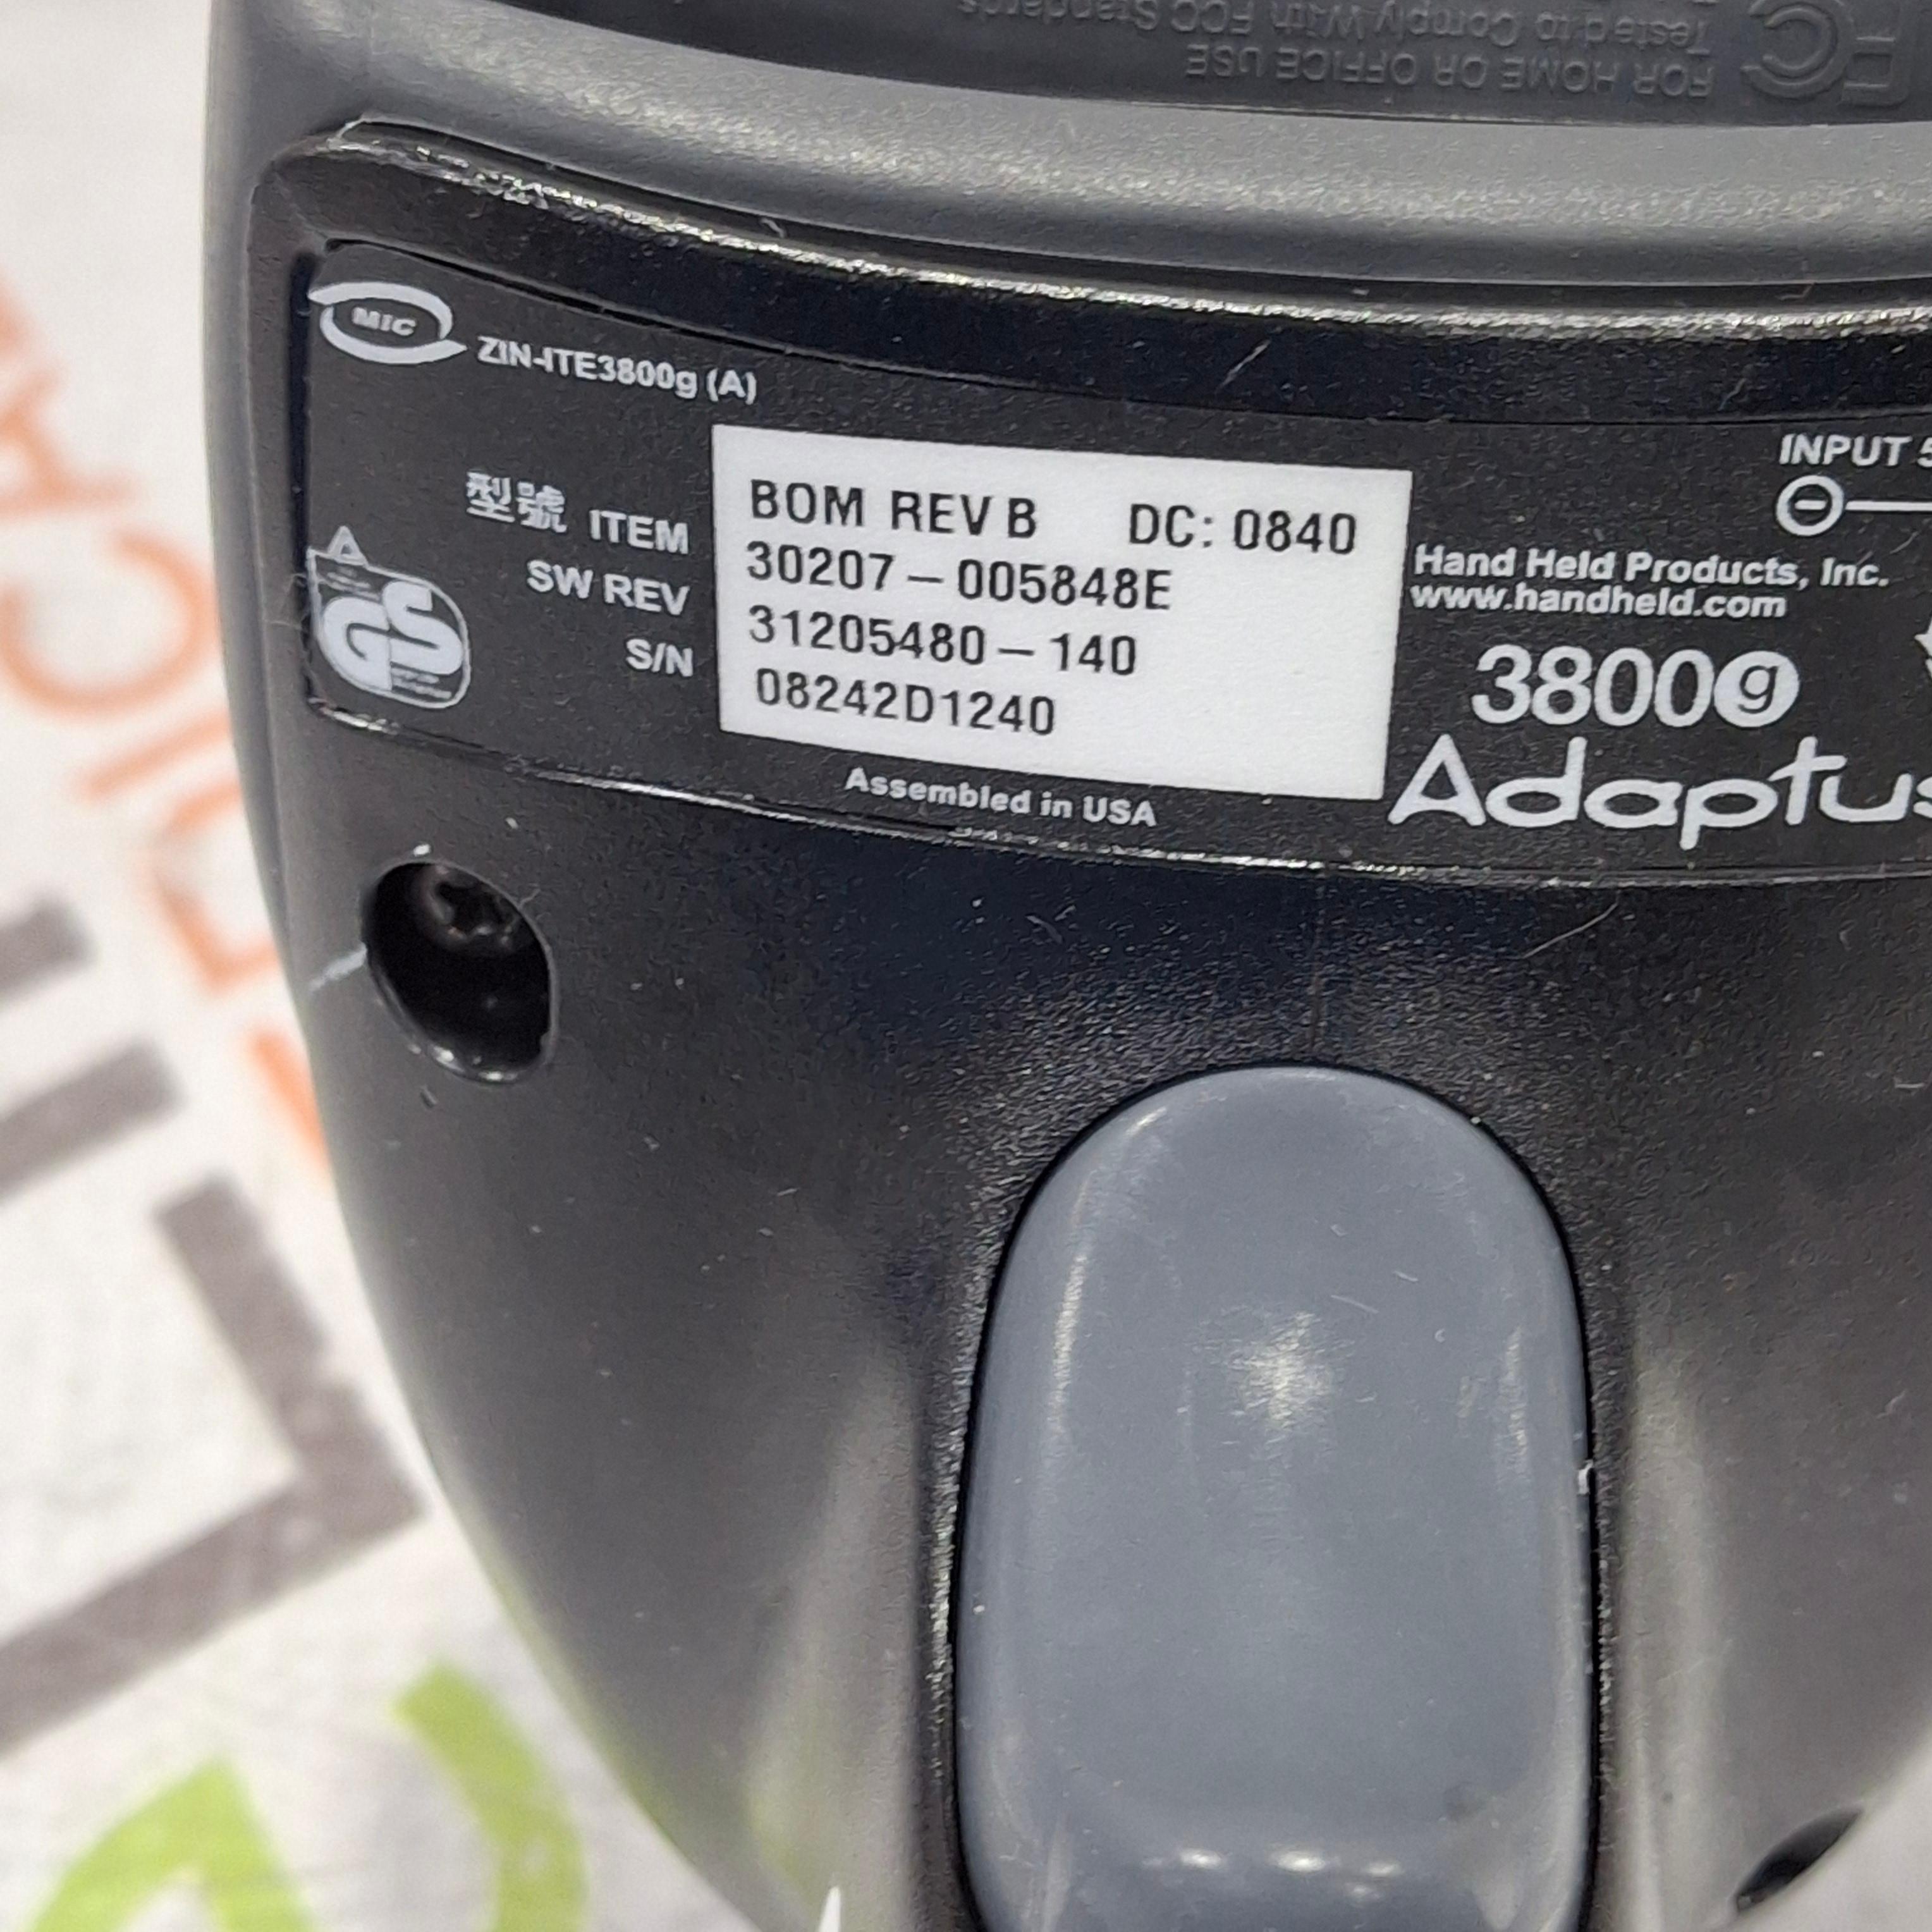 Tested to Comply With FCC Standards
FOR HOME OR OFFICE USE
FC
MIC
ZIN-ITE3800g (A)
INPUT 5
型號 ITEM
SW REV
S/N
GS
BOM REV B DC: 0840
30207-005848E
31205480-140
08242D1240
Hand Held Products, Inc.
www.handheld.com
3800g
Adaptus
Assembled in USA